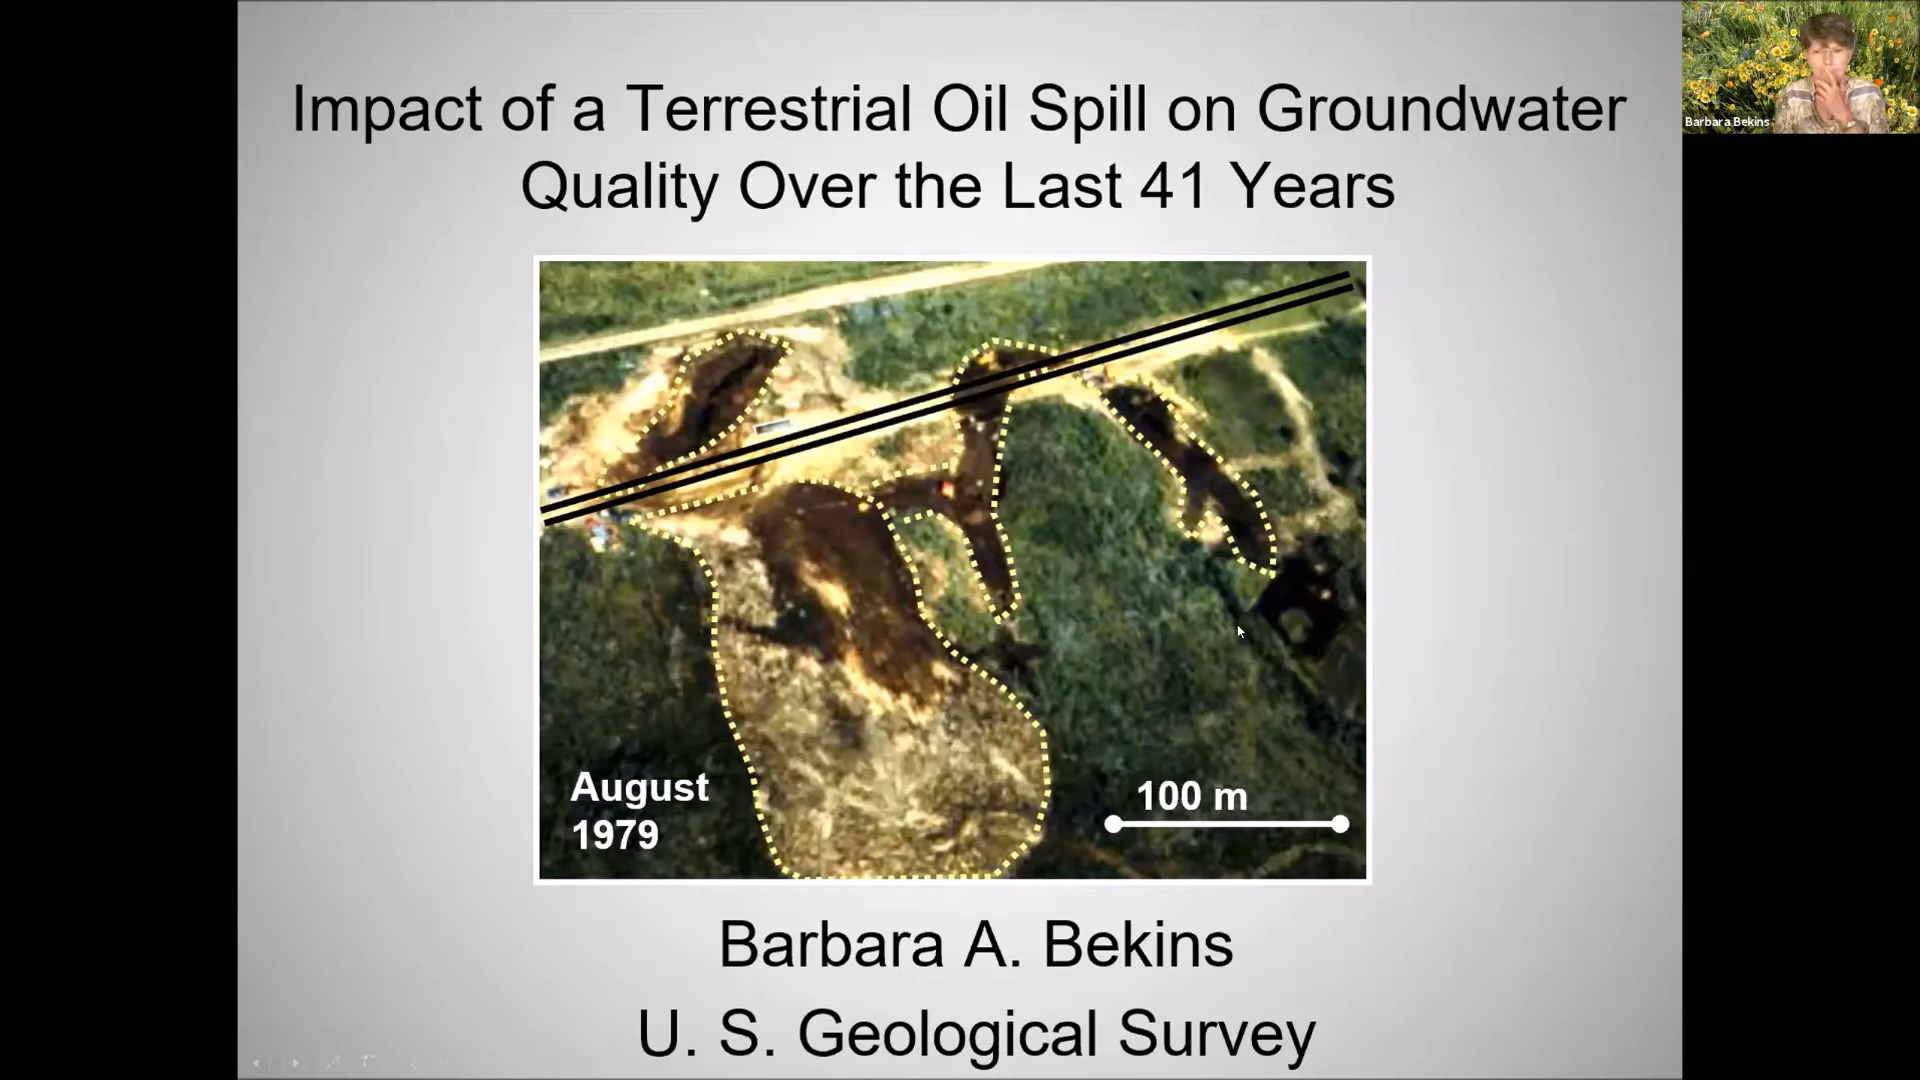 Impact of a Terrestrial Oil Spill on Groundwater
Quality Over the Last 41 Years
Barbara Bekins
August
1979
100 m
Barbara A. Bekins
U. S. Geological Survey